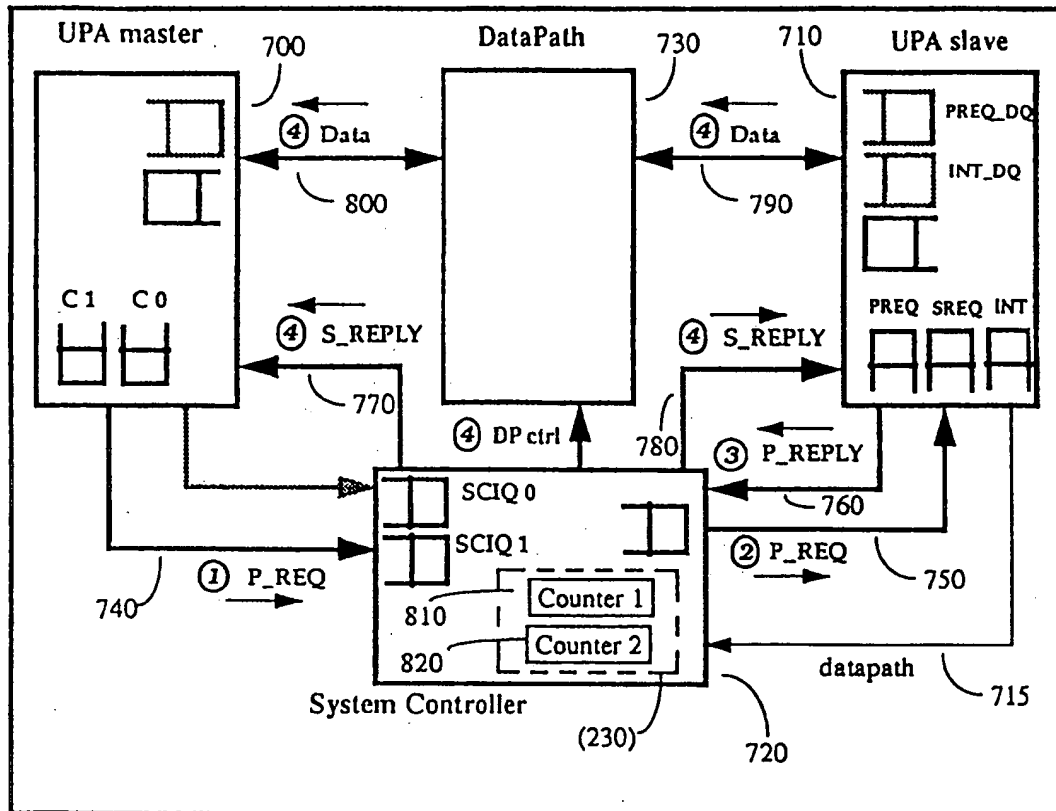 UPA master
DataPath
UPA slave
700
730
710
PREQ_DQ
④ Data
④ Data
INT_DQ
800
790
C 1
C 0
PREQ
SREQ
INT
④ S_REPLY
④ S_REPLY
770
④ DP ctrl
780
③ P_REPLY
760
SCIQ 0
SCIQ 1
② P_REQ
750
① P_REQ
740
810
Counter 1
820
Counter 2
datapath
715
System Controller
(230)
720